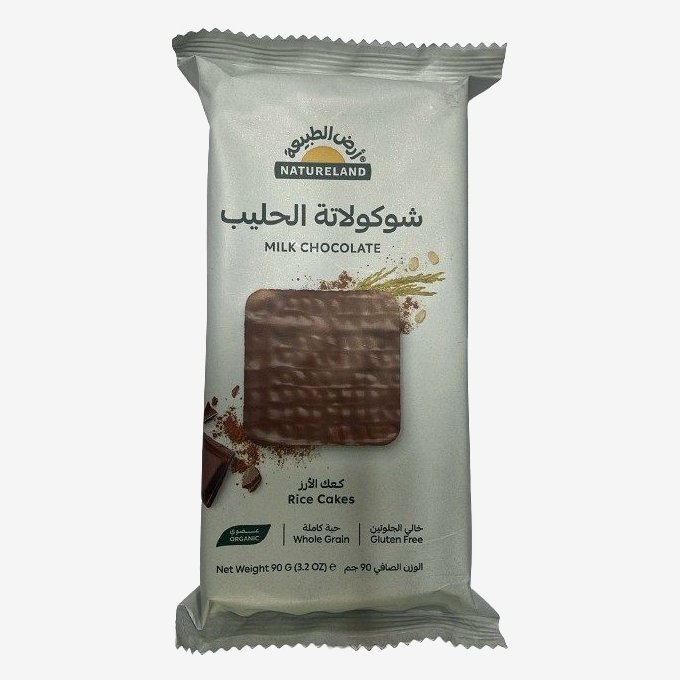 أرض الطبيعة®
NATURELAND
شوكولاتة الحليب
MILK CHOCOLATE
كعك الأرز
Rice Cakes
عضوي
ORGANIC
حبة كاملة
Whole Grain
خالي الجلوتين
Gluten Free
Net Weight 90 G (3.2 OZ) ℮ الوزن الصافي 90 جم